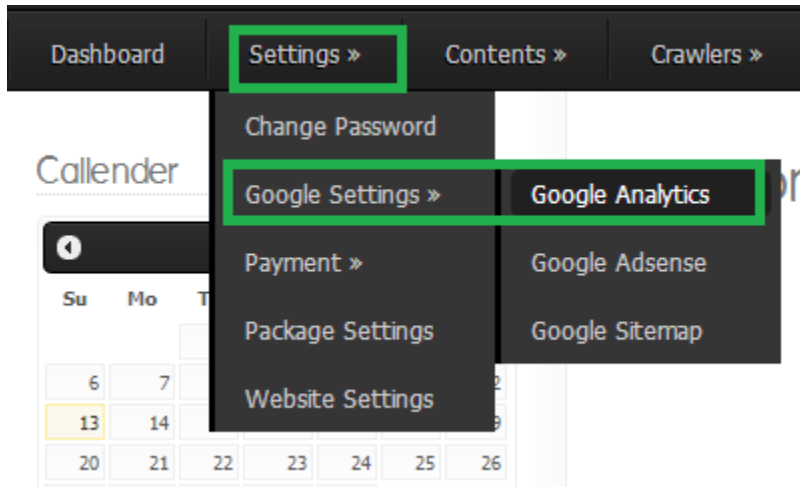 Dashboard Settings » Contents » Crawlers »
Change Password
Callender
Google Settings » Google Analytics
Payment » Google Adsense
Su Mo
Package Settings Google Sitemap
6 7
Website Settings
13 14
20 21 22 23 24 25 26